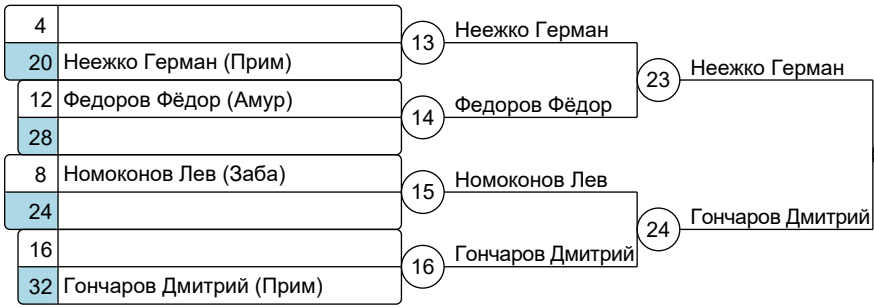 4
20 Неежко Герман (Прим)
12 Федоров Фёдор (Амур)
28
8 Номоконов Лев (Заба)
24
16
32 Гончаров Дмитрий (Прим)
13 Неежко Герман
14 Федоров Фёдор
15 Номоконов Лев
16 Гончаров Дмитрий
23 Неежко Герман
24 Гончаров Дмитрий